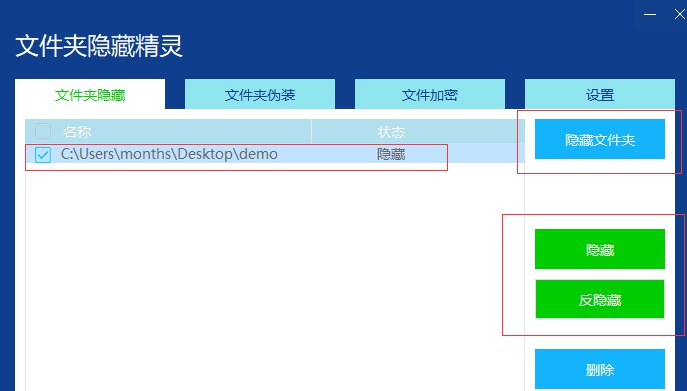 文件夹隐藏精灵
文件夹隐藏 文件夹伪装 文件加密 设置
名称 状态
C:\Users\months\Desktop\demo 隐藏
隐藏文件夹
隐藏
反隐藏
删除